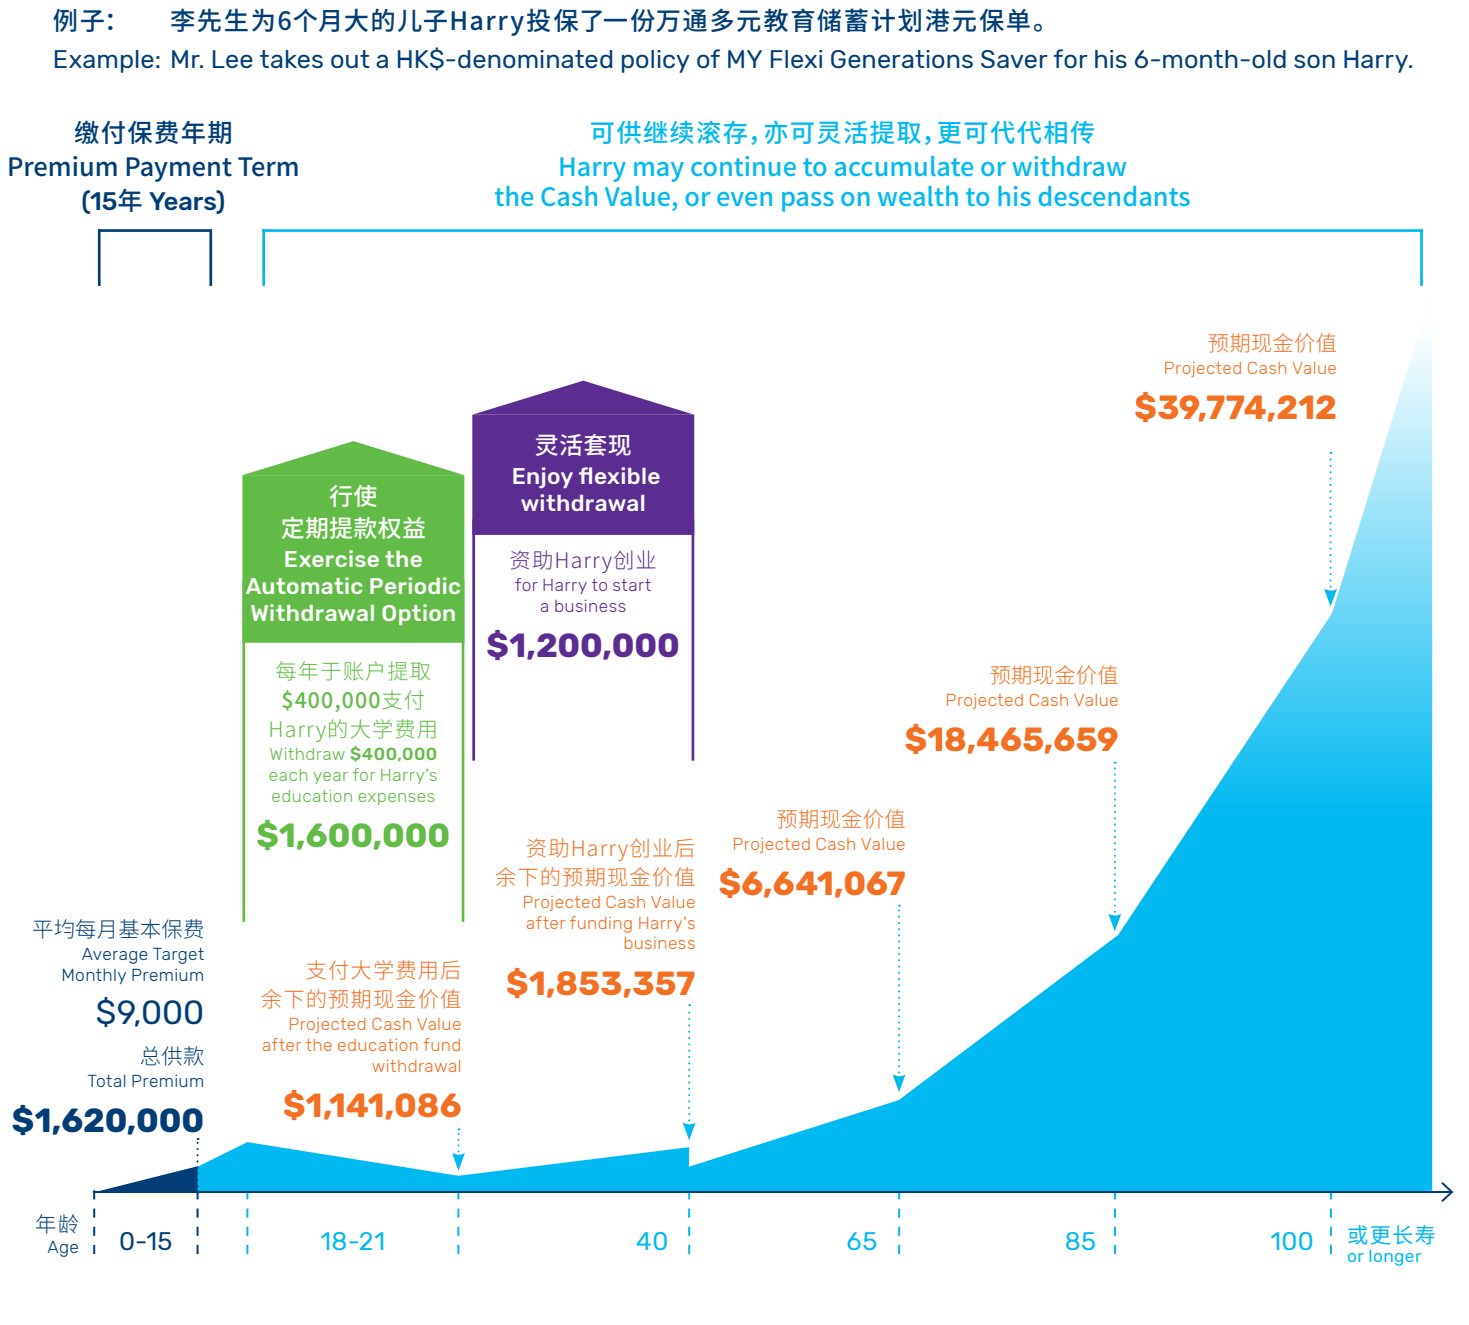 例子： 李先生为6个月大的儿子Harry投保了一份万通多元教育储蓄计划港元保单。
Example: Mr. Lee takes out a HK$-denominated policy of MY Flexi Generations Saver for his 6-month-old son Harry.
缴付保费年期
Premium Payment Term
(15年 Years)
可供继续滚存，亦可灵活提取，更可代代相传
Harry may continue to accumulate or withdraw
the Cash Value, or even pass on wealth to his descendants
行使
定期提款权益
Exercise the
Automatic Periodic
Withdrawal Option
每年于账户提取
$400,000支付
Harry的大学费用
Withdraw $400,000
each year for Harry's
education expenses
$1,600,000
灵活套现
Enjoy flexible
withdrawal
资助Harry创业
for Harry to start
a business
$1,200,000
平均每月基本保费
Average Target
Monthly Premium
$9,000
总供款
Total Premium
$1,620,000
支付大学费用后
余下的预期现金价值
Projected Cash Value
after the education fund
withdrawal
$1,141,086
资助Harry创业后
余下的预期现金价值
Projected Cash Value
after funding Harry's
business
$1,853,357
预期现金价值
Projected Cash Value
$6,641,067
预期现金价值
Projected Cash Value
$18,465,659
预期现金价值
Projected Cash Value
$39,774,212
年龄
Age
0-15
18-21
40
65
85
100
或更长寿
or longer